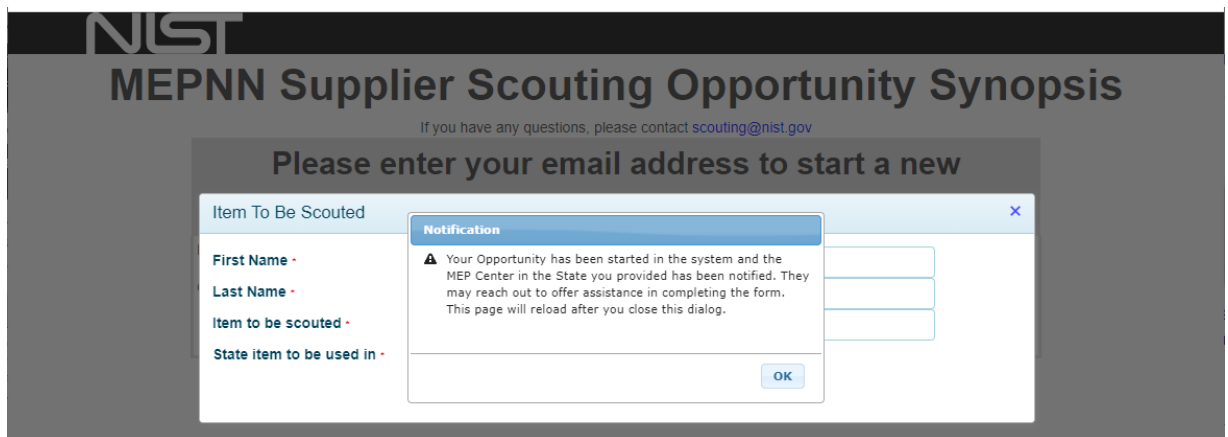 NIST
MEPNN Supplier Scouting Opportunity Synopsis
If you have any questions, please contact scouting@nist.gov
Please enter your email address to start a new
Item To Be Scouted ×
Notification
Your Opportunity has been started in the system and the
MEP Center in the State you provided has been notified. They
may reach out to offer assistance in completing the form.
This page will reload after you close this dialog.
OK
First Name *
Last Name *
Item to be scouted *
State item to be used in *